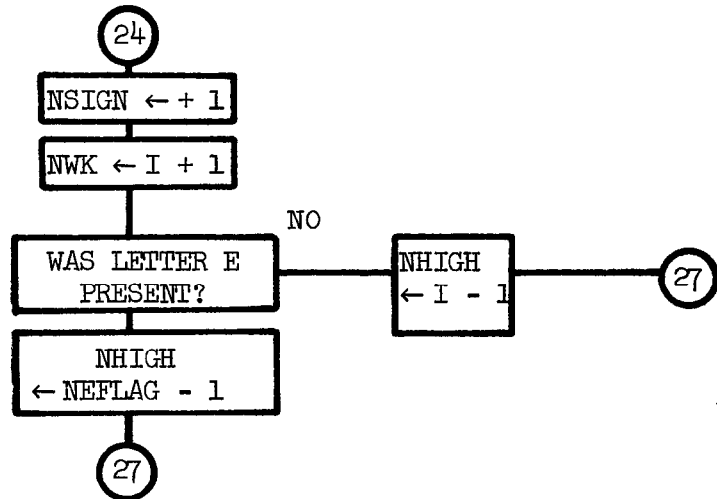 24
NSIGN ← + 1
NWK ← I + 1
NO
WAS LETTER E
PRESENT?
NHIGH
← I - 1
27
NHIGH
← NEFLAG - 1
27